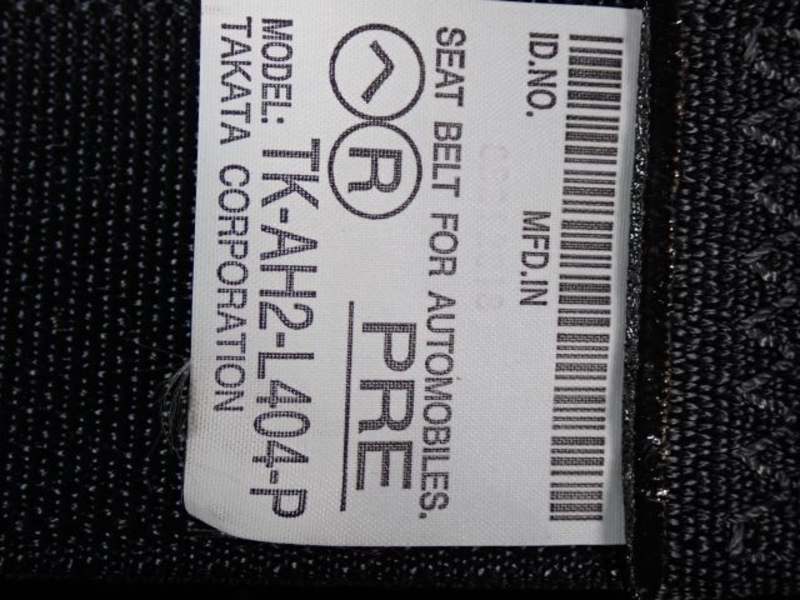 ID.NO.
MFD.IN
SEAT BELT FOR AUTOMOBILES.
R
PRE
MODEL: TK-AH2-L404-P
TAKATA CORPORATION